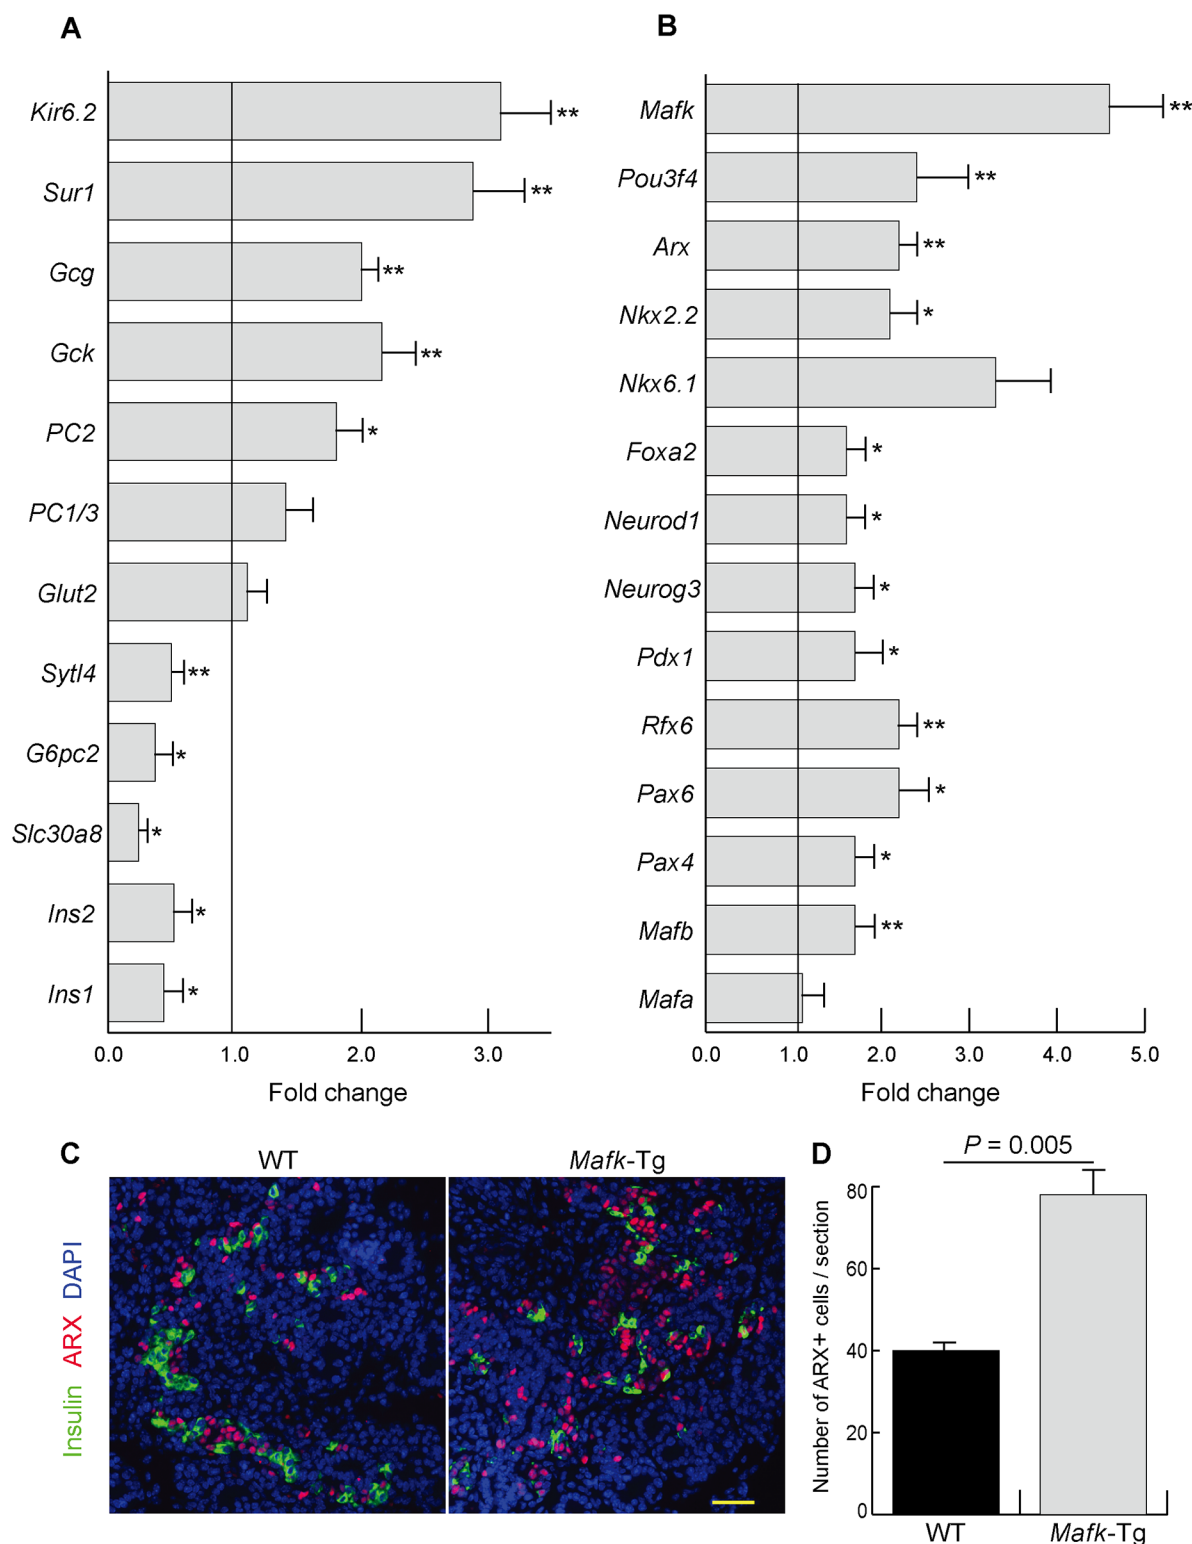 A
Kir6.2 **
Sur1 **
Gcg **
Gck **
PC2 *
PC1/3
Glut2
Sytl4 **
G6pc2 *
Slc30a8 *
Ins2 *
Ins1 *
0.0 1.0 2.0 3.0
Fold change
B
Mafk **
Pou3f4 **
Arx **
Nkx2.2 *
Nkx6.1
Foxa2 *
Neurod1 *
Neurog3 *
Pdx1 *
Rfx6 **
Pax6 *
Pax4 *
Mafb **
Mafa
0.0 1.0 2.0 3.0 4.0 5.0
Fold change
C
WT Mafk-Tg
Insulin ARX DAPI
D
P = 0.005
Number of ARX+ cells / section
80
60
40
20
0
WT Mafk-Tg